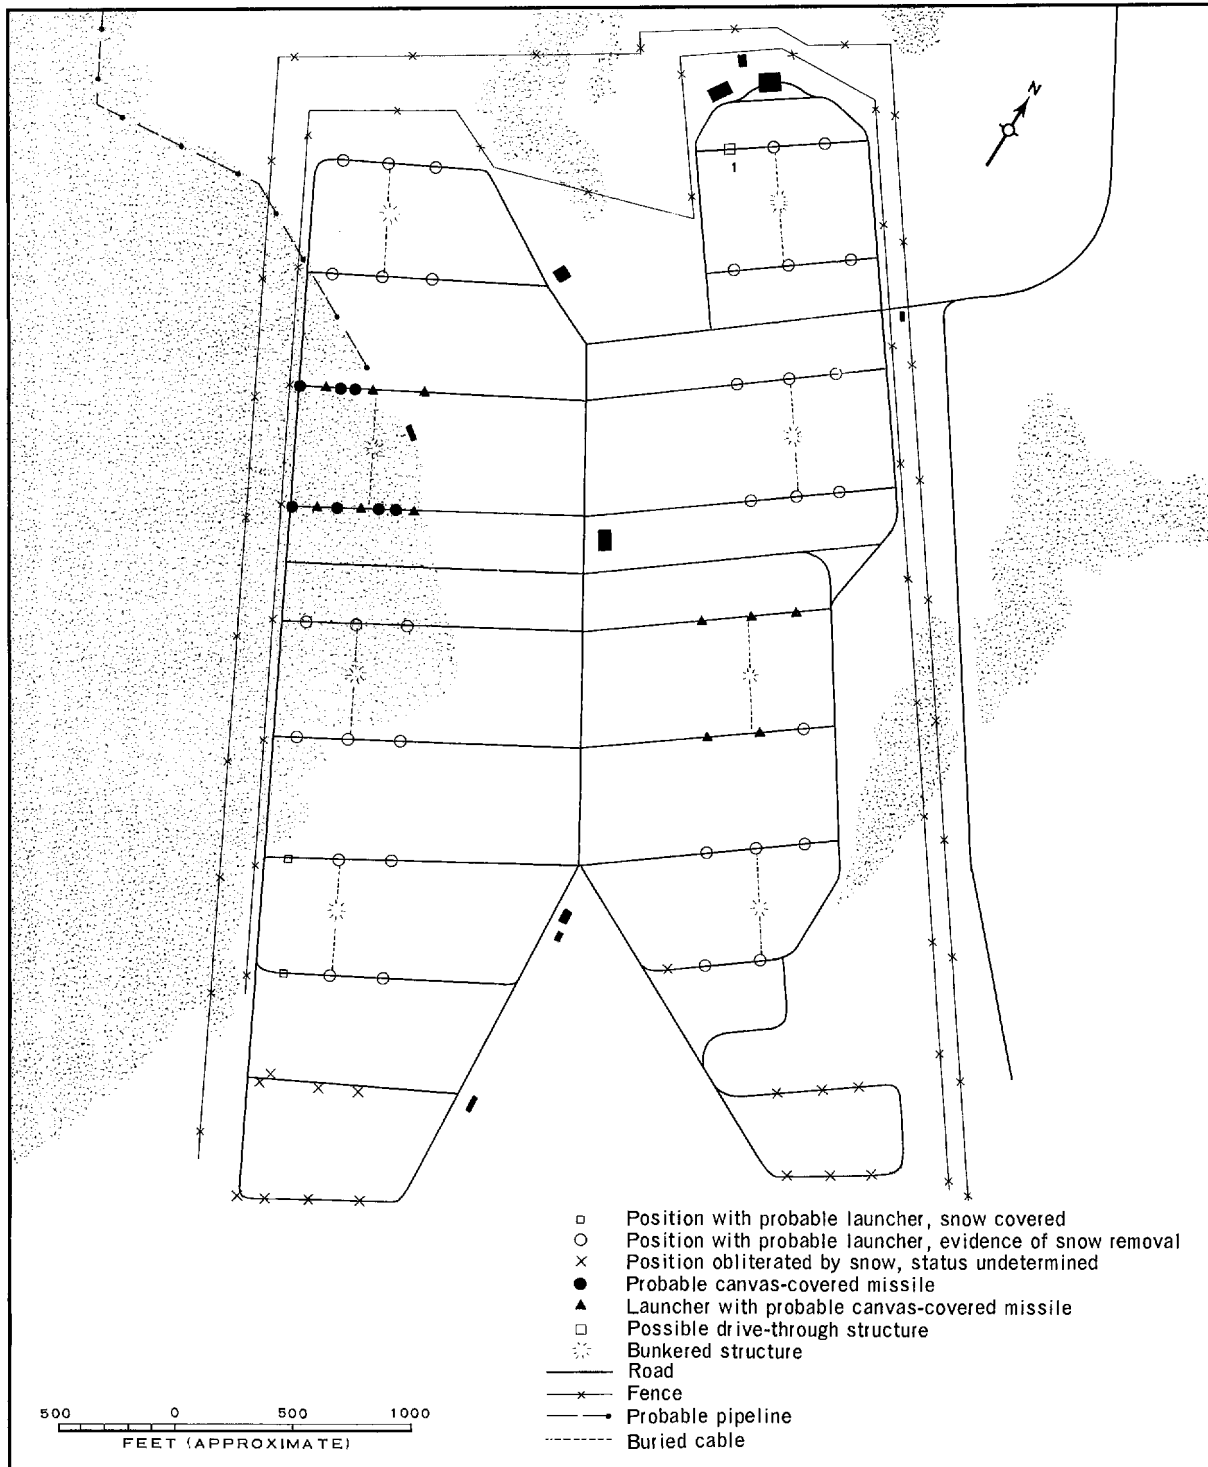 N
1
Position with probable launcher, snow covered
Position with probable launcher, evidence of snow removal
Position obliterated by snow, status undetermined
Probable canvas-covered missile
Launcher with probable canvas-covered missile
Possible drive-through structure
Bunkered structure
Road
Fence
Probable pipeline
Buried cable
500 0 500 1000
FEET (APPROXIMATE)